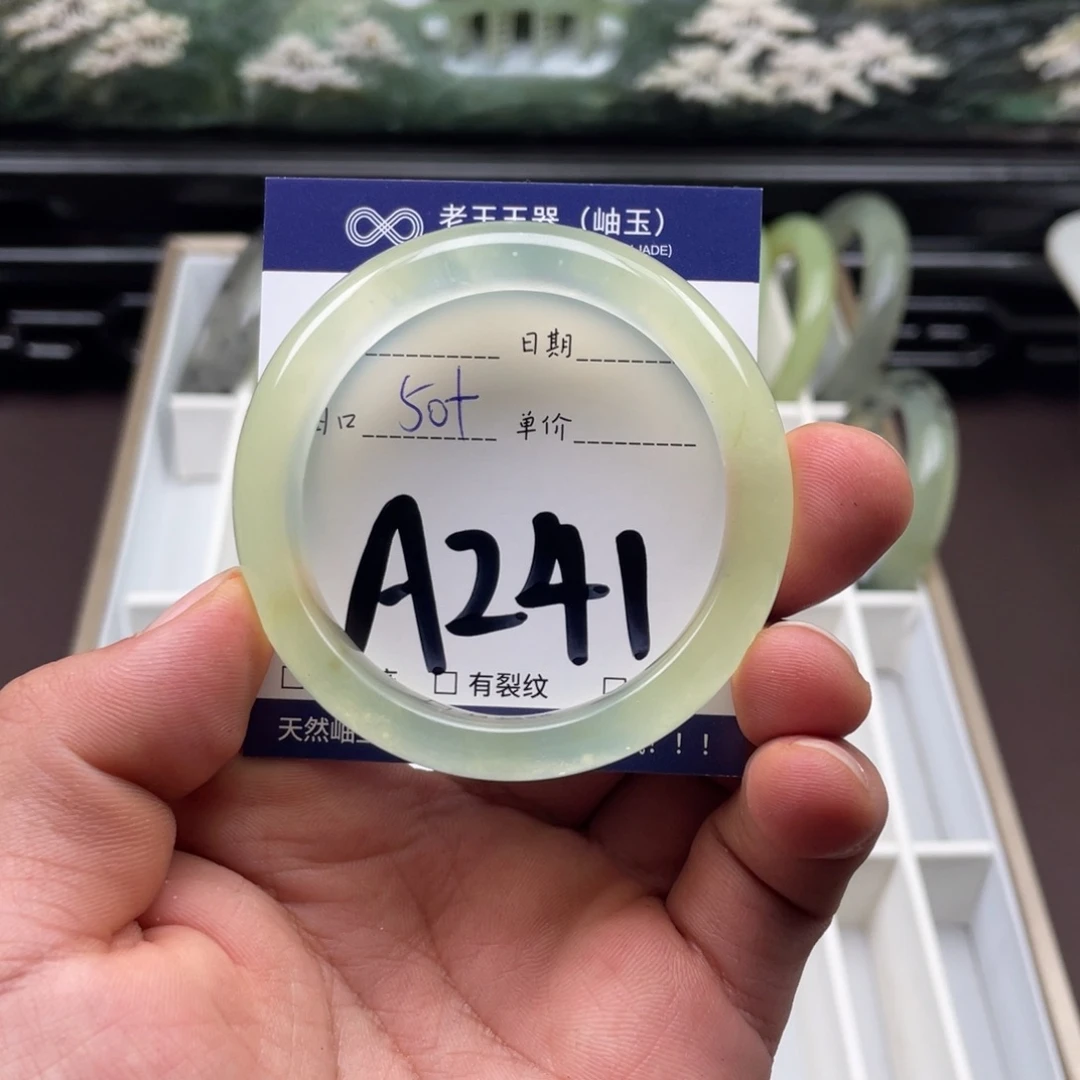 老玉玉器（岫玉）
JADE)
日期
口 50+ 单价
A241
有裂纹
天然岫 ！！